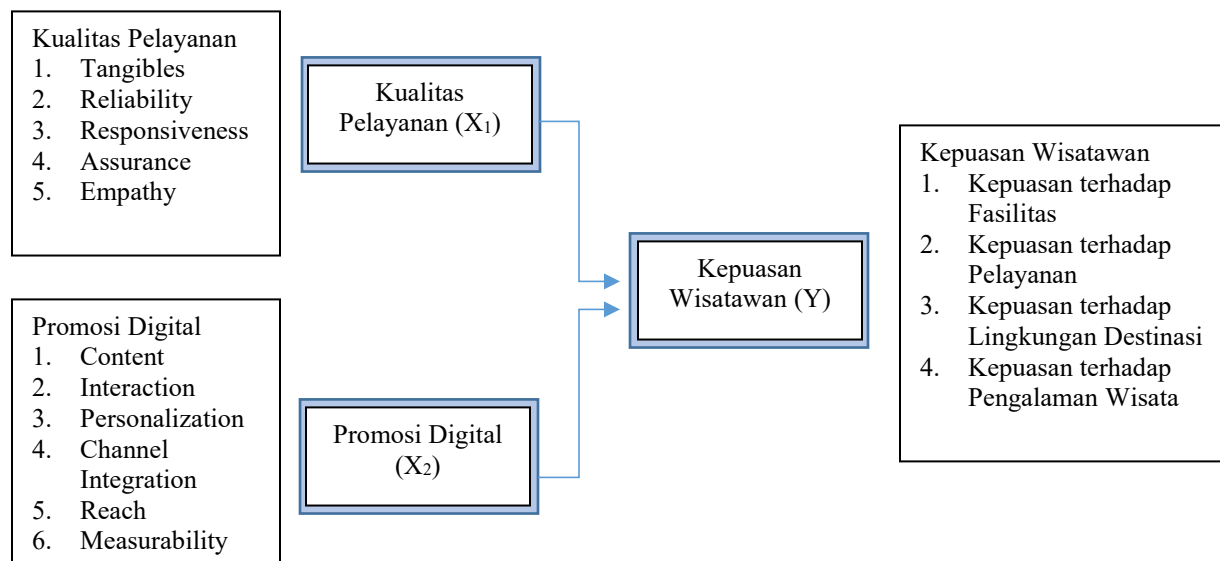 Kualitas Pelayanan
1. Tangibles
2. Reliability
3. Responsiveness
4. Assurance
5. Empathy
Kualitas
Pelayanan (X₁)
Promosi Digital
1. Content
2. Interaction
3. Personalization
4. Channel
Integration
5. Reach
6. Measurability
Promosi Digital
(X₂)
Kepuasan
Wisatawan (Y)
Kepuasan Wisatawan
1. Kepuasan terhadap
Fasilitas
2. Kepuasan terhadap
Pelayanan
3. Kepuasan terhadap
Lingkungan Destinasi
4. Kepuasan terhadap
Pengalaman Wisata